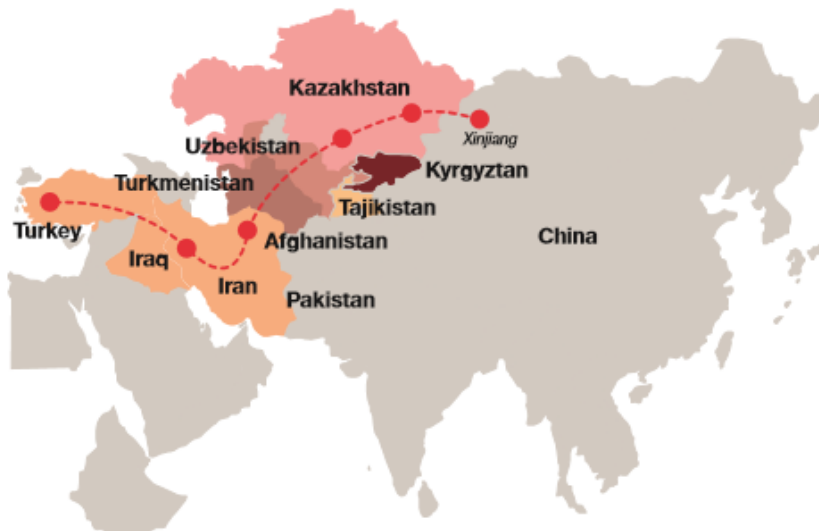 Kazakhstan
Xinjiang
Uzbekistan
Kyrgyztan
Turkmenistan
Tajikistan
Turkey
Afghanistan
China
Iraq
Iran
Pakistan